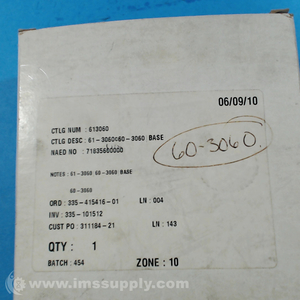 06/09/10
CTLG NUM : 613060
CTLG DESC : 61-3060660-3060 BASE
NAED NO : 71835600000
60-3060.
NOTES : 61-3060 60-3060 BASE
60-3060
ORD : 335-415416-01 LN : 004
INV : 335-101512
CUST PO : 311184-21 LN : 143
QTY : 1
BATCH : 454 ZONE : 10
© www.imssupply.com